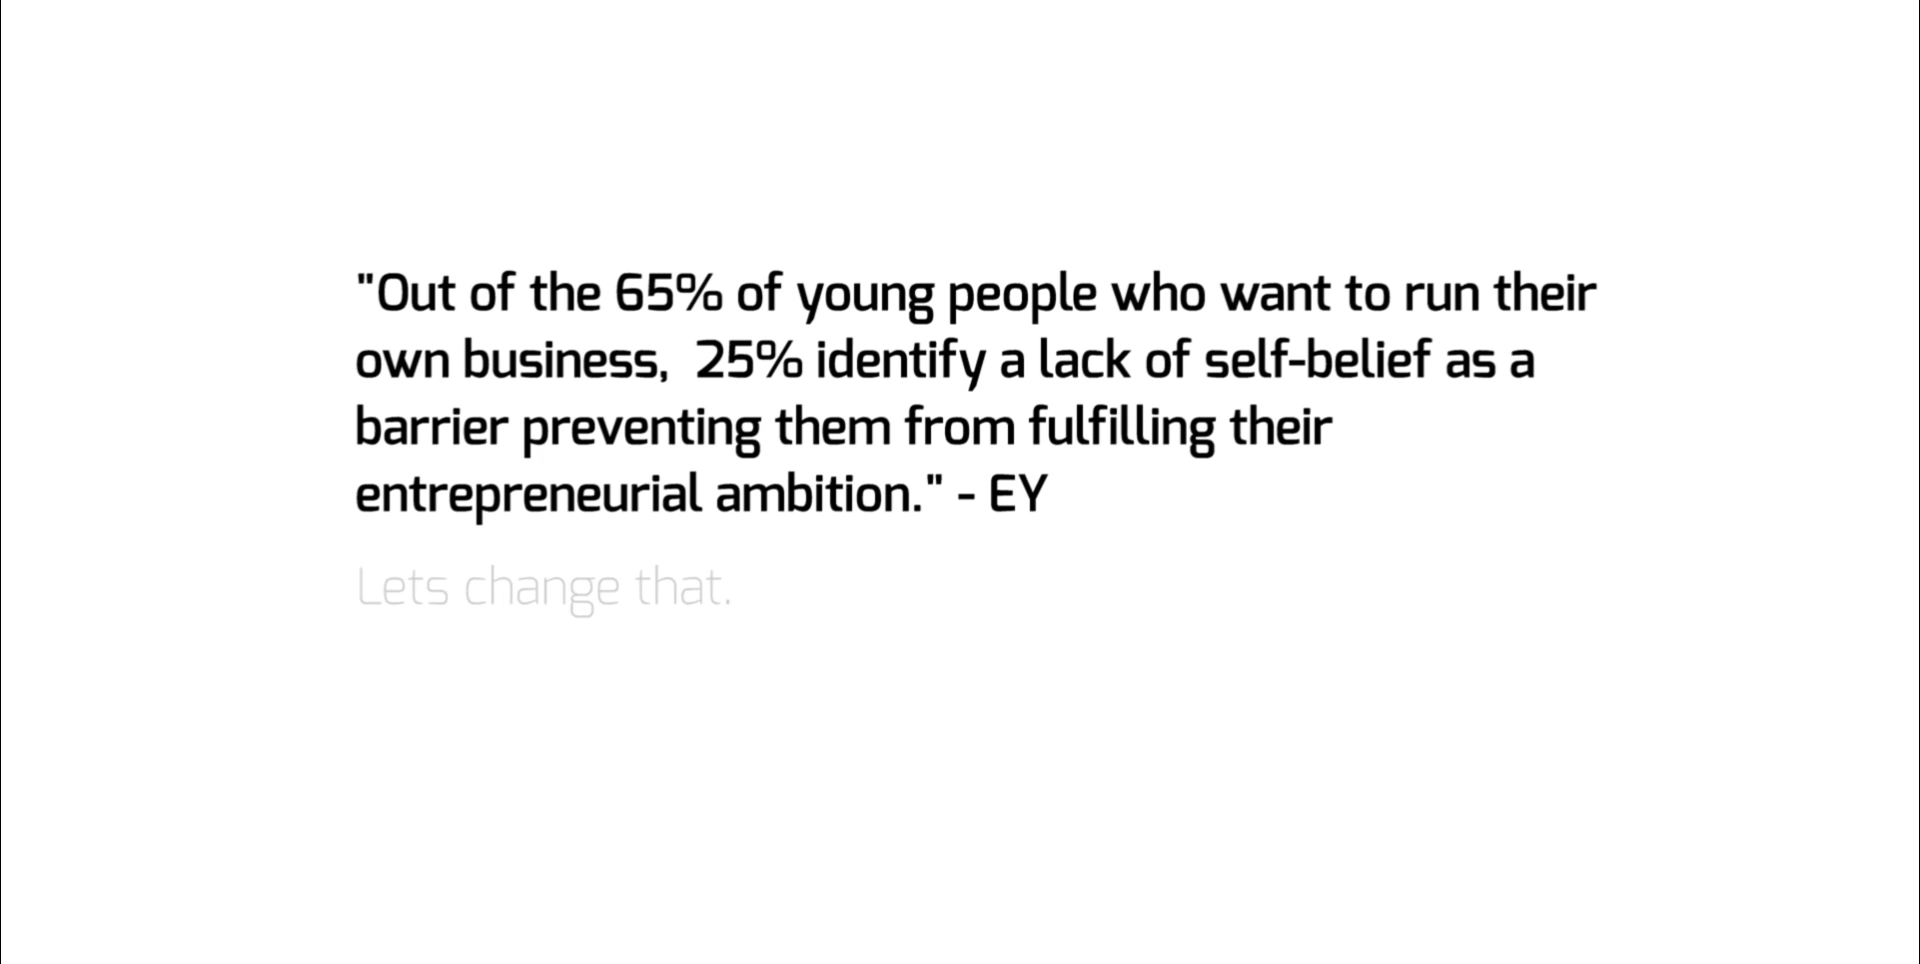 "Out of the 65% of young people who want to run their
own business,  25% identify a lack of self-belief as a
barrier preventing them from fulfilling their
entrepreneurial ambition." - EY
Lets change that.